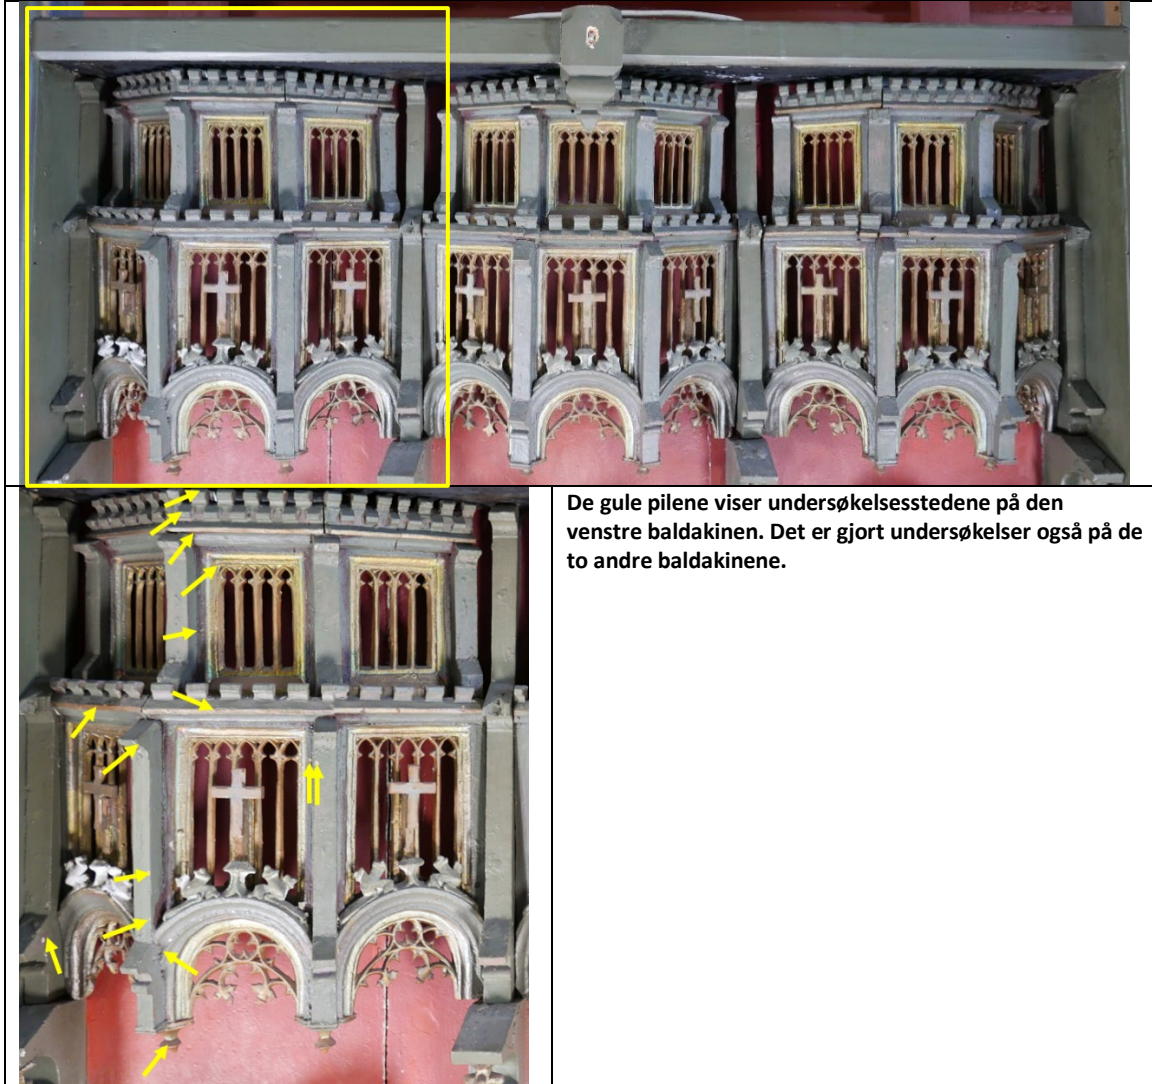 De gule pilene viser undersøkelsesstedene på den
venstre baldakinen. Det er gjort undersøkelser også på de
to andre baldakinene.